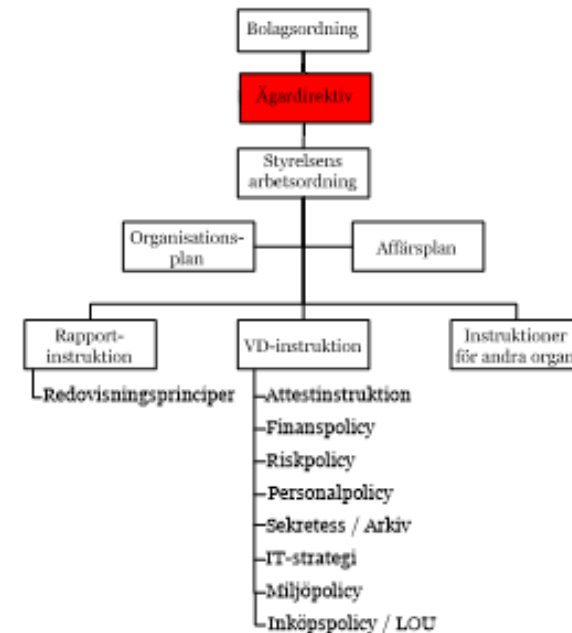 Bolagsordning
Ägardirektiv
Styrelsens
arbetsordning
Organisations-
plan
Affärsplan
Rapport-
instruktion
VD-instruktion
Instruktioner
för andra organ
Redovisningsprinciper
Attestinstruktion
Finanspolicy
Riskpolicy
Personalpolicy
Sekretess / Arkiv
IT-strategi
Miljöpolicy
Inköpspolicy / LOU